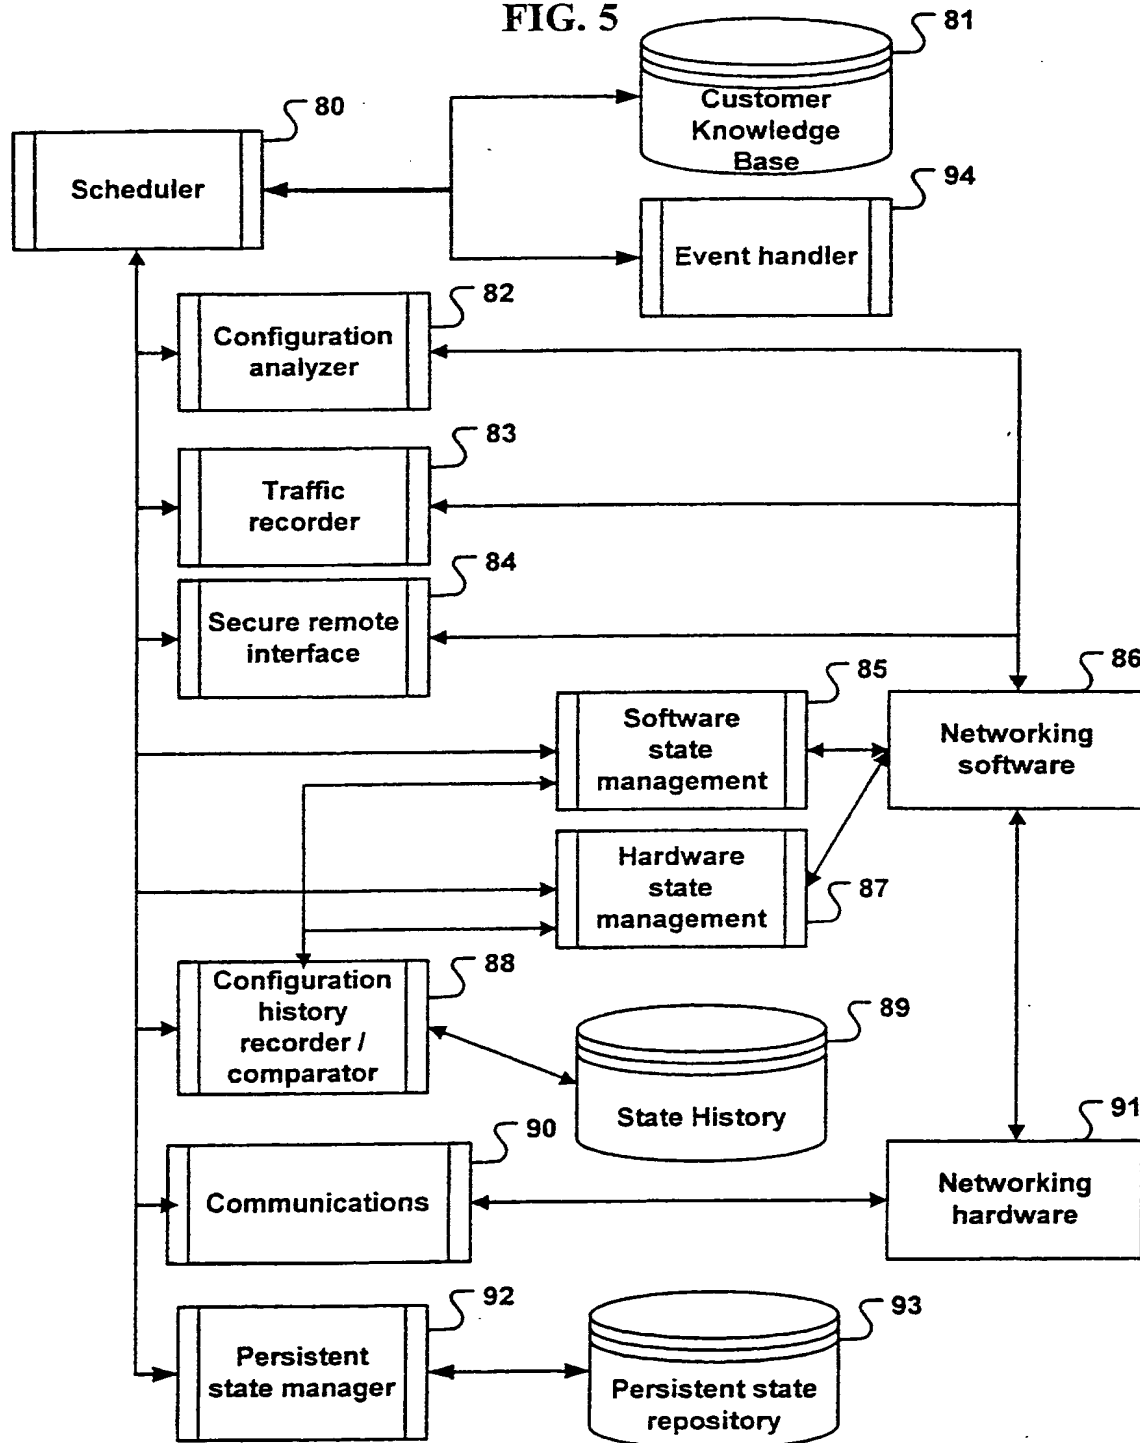 FIG. 5
81
Customer
Knowledge
Base
80
Scheduler
94
Event handler
82
Configuration
analyzer
83
Traffic
recorder
84
Secure remote
interface
85
Software
state
management
86
Networking
software
Hardware
state
management
87
88
Configuration
history
recorder /
comparator
89
State History
90
Communications
91
Networking
hardware
92
Persistent
state manager
93
Persistent state
repository